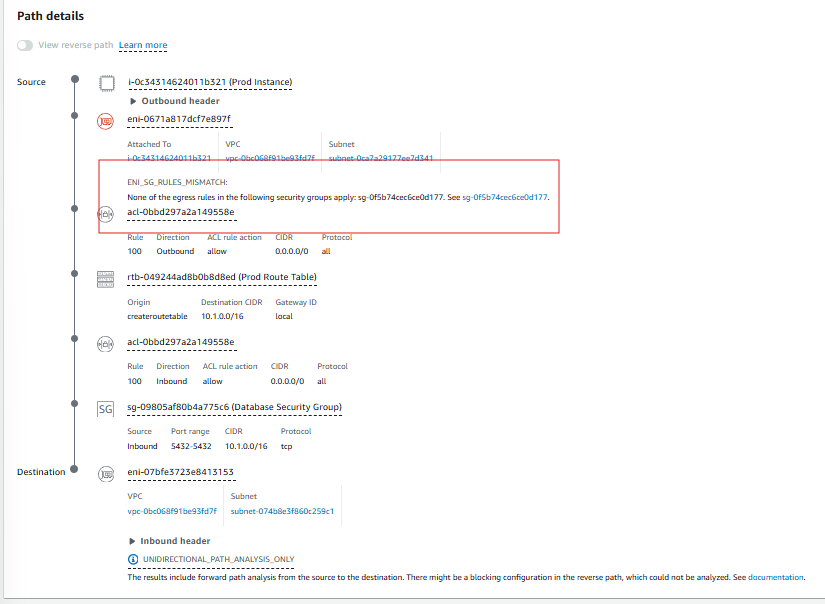 Path details
View reverse path Learn more
Source
i-0c34314624011b321 (Prod Instance)
Outbound header
eni-0671a817dcf7e897f
Attached To VPC Subnet
i-0c34314624011b321 vpc-0bc068f91be93fd7f subnet-0ca7a29177ee7d341
ENI_SG_RULES_MISMATCH:
None of the egress rules in the following security groups apply: sg-0f5b74cec6ce0d177. See sg-0f5b74cec6ce0d177.
acl-0bbd297a2a149558e
Rule Direction ACL rule action CIDR Protocol
100 Outbound allow 0.0.0.0/0 all
rtb-049244ad8b0b8d8ed (Prod Route Table)
Origin Destination CIDR Gateway ID
createroutetable 10.1.0.0/16 local
acl-0bbd297a2a149558e
Rule Direction ACL rule action CIDR Protocol
100 Inbound allow 0.0.0.0/0 all
SG sg-09805af80b4a775c6 (Database Security Group)
Source Port range CIDR Protocol
Inbound 5432-5432 10.1.0.0/16 tcp
Destination
eni-07bfe3723e8413153
VPC Subnet
vpc-0bc068f91be93fd7f subnet-074b8e3f860c259c1
Inbound header
UNIDIRECTIONAL_PATH_ANALYSIS_ONLY
The results include forward path analysis from the source to the destination. There might be a blocking configuration in the reverse path, which could not be analyzed. See documentation.